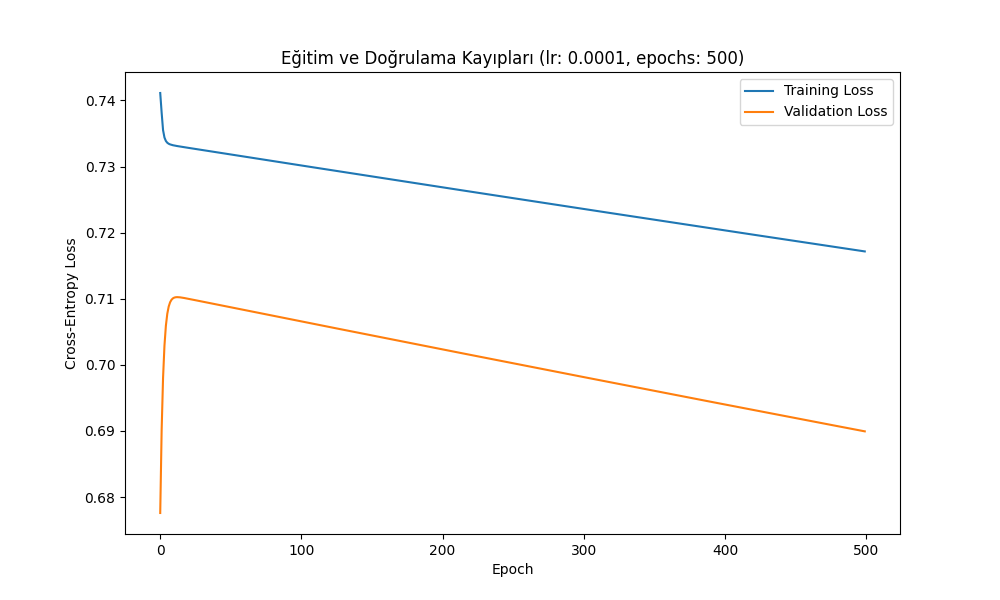 Eğitim ve Doğrulama Kayıpları (lr: 0.0001, epochs: 500)
Training Loss
Validation Loss
Cross-Entropy Loss
0.74
0.73
0.72
0.71
0.70
0.69
0.68
0 100 200 300 400 500
Epoch